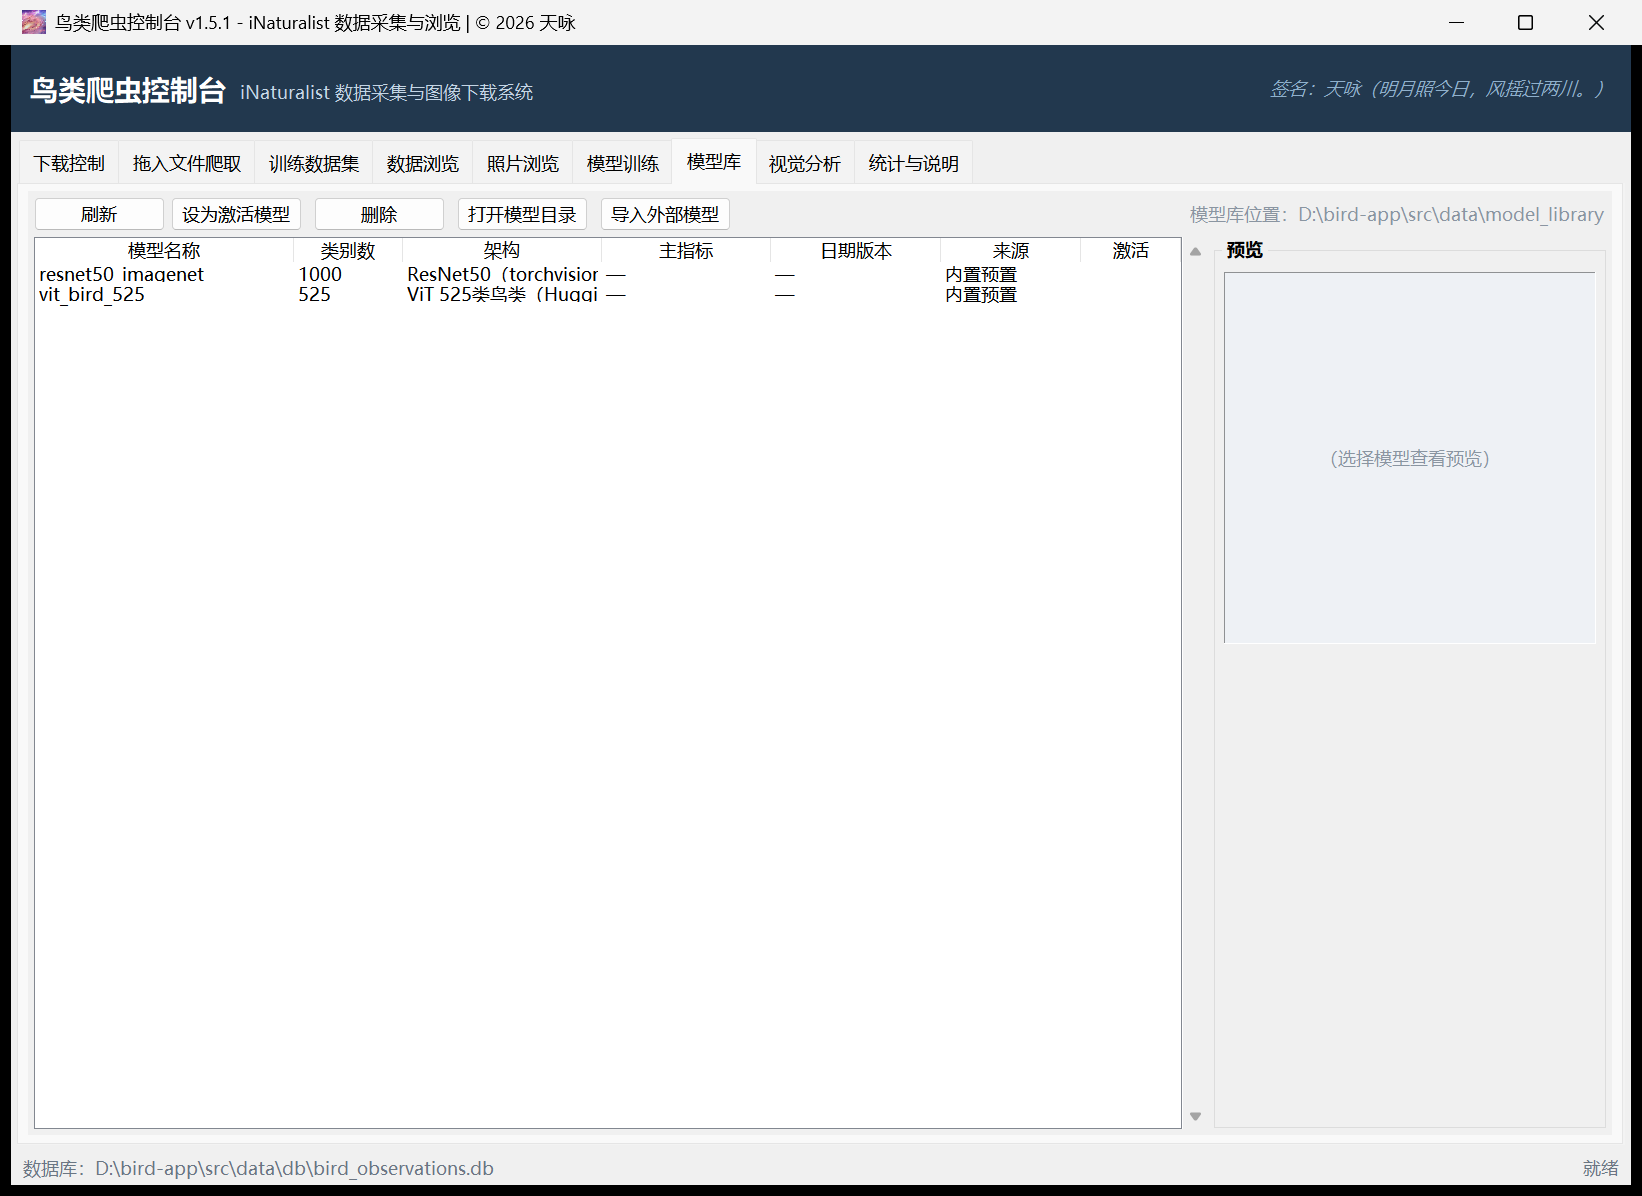 鸟类爬虫控制台 v1.5.1 - iNaturalist 数据采集与浏览 | © 2026 天咏
鸟类爬虫控制台 iNaturalist 数据采集与图像下载系统
签名：天咏（明月照今日，风摇过两川。）
下载控制 拖入文件爬取 训练数据集 数据浏览 照片浏览 模型训练 模型库 视觉分析 统计与说明
刷新 设为激活模型 删除 打开模型目录 导入外部模型
模型库位置：D:\bird-app\src\data\model_library
模型名称 类别数 架构 主指标 日期版本 来源 激活
resnet50_imagenet 1000 ResNet50（torchvision — — 内置预置
vit_bird_525 525 ViT 525类鸟类（Huggi — — 内置预置
预览
（选择模型查看预览）
数据库：D:\bird-app\src\data\db\bird_observations.db
就绪